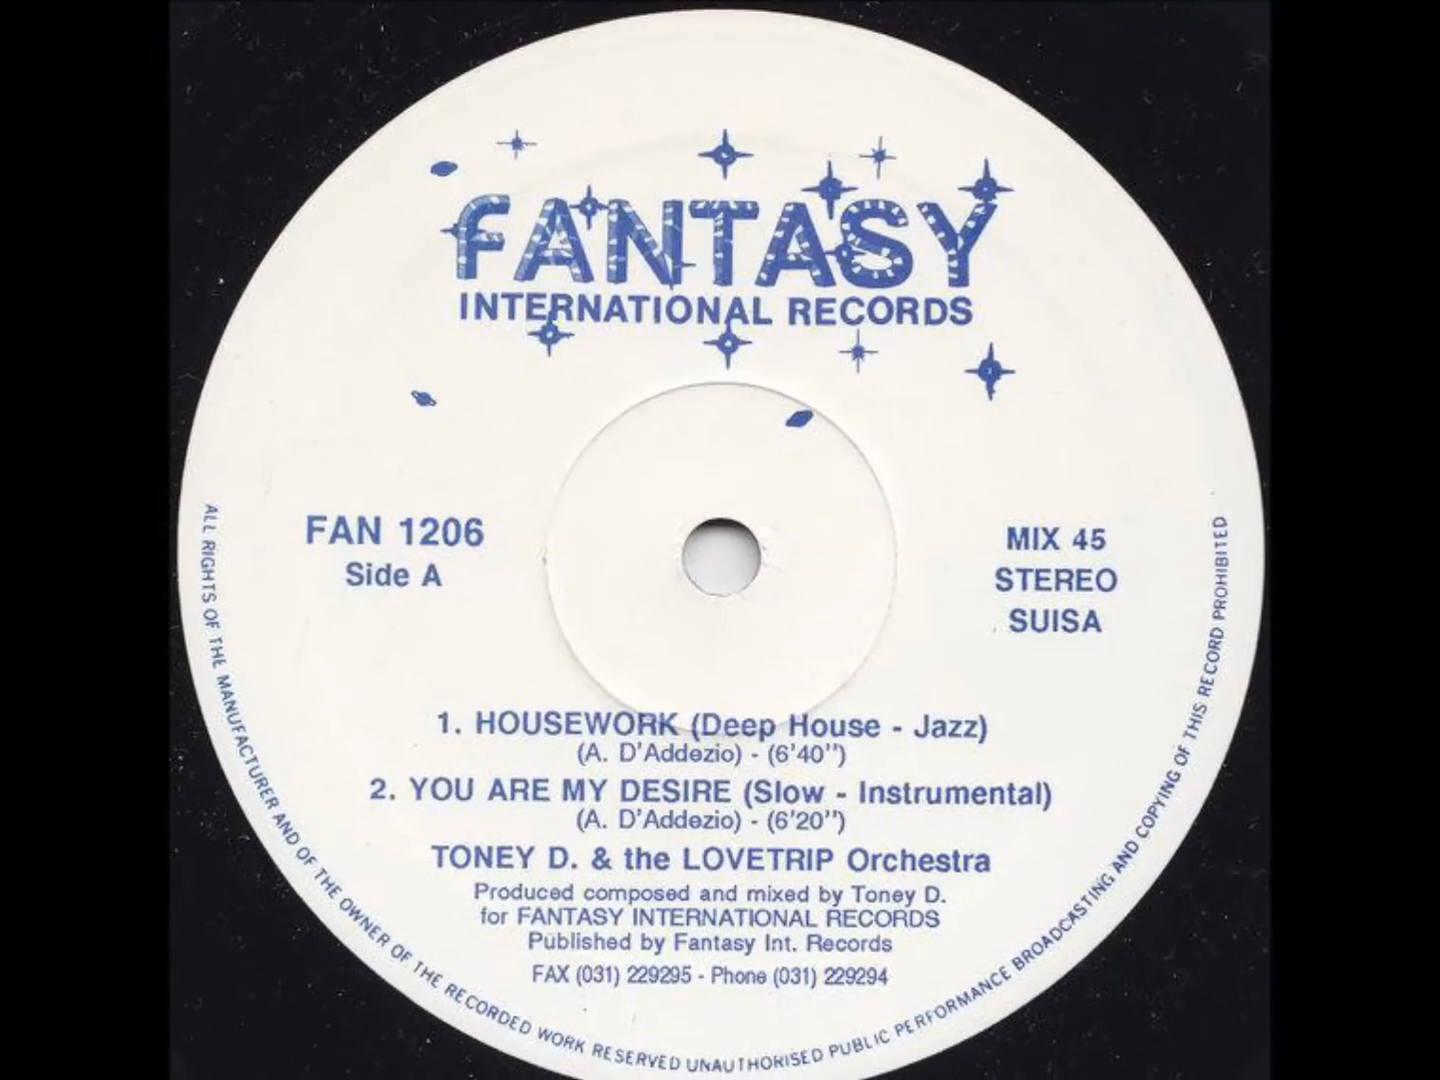 FANTASY
INTERNATIONAL RECORDS
FAN 1206
Side A
MIX 45
STEREO
SUISA
1. HOUSEWORK (Deep House - Jazz)
(A. D'Addezio) - (6'40")
2. YOU ARE MY DESIRE (Slow - Instrumental)
(A. D'Addezio) - (6'20")
TONEY D. & the LOVETRIP Orchestra
Produced composed and mixed by Toney D.
for FANTASY INTERNATIONAL RECORDS
Published by Fantasy Int. Records
FAX (031) 229295 - Phone (031) 229294
ALL RIGHTS OF THE MANUFACTURER AND OF THE OWNER OF THE RECORDED WORK RESERVED UNAUTHORISED PUBLIC PERFORMANCE BROADCASTING AND COPYING OF THIS RECORD PROHIBITED